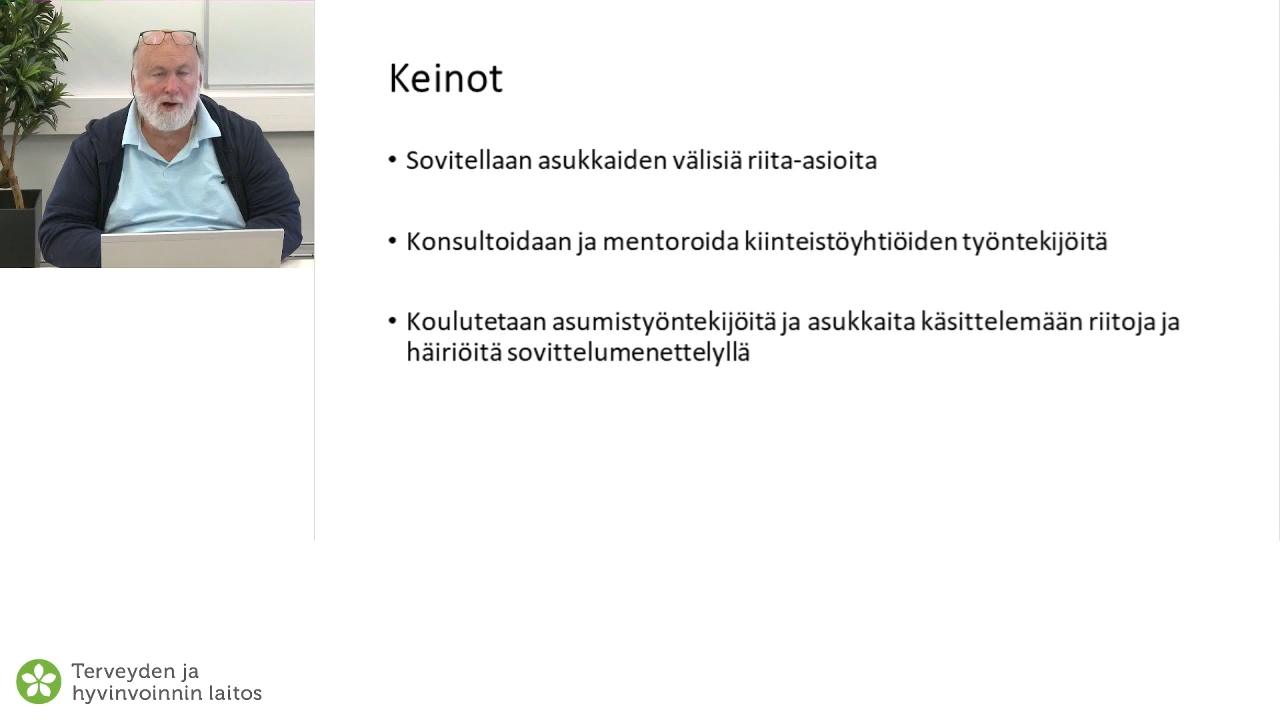 Keinot
• Sovitellaan asukkaiden välisiä riita-asioita
• Konsultoidaan ja mentoroida kiinteistöyhtiöiden työntekijöitä
• Koulutetaan asumistyöntekijöitä ja asukkaita käsittelemään riitoja ja
häiriöitä sovittelumenettelyllä
Terveyden ja
hyvinvoinnin laitos